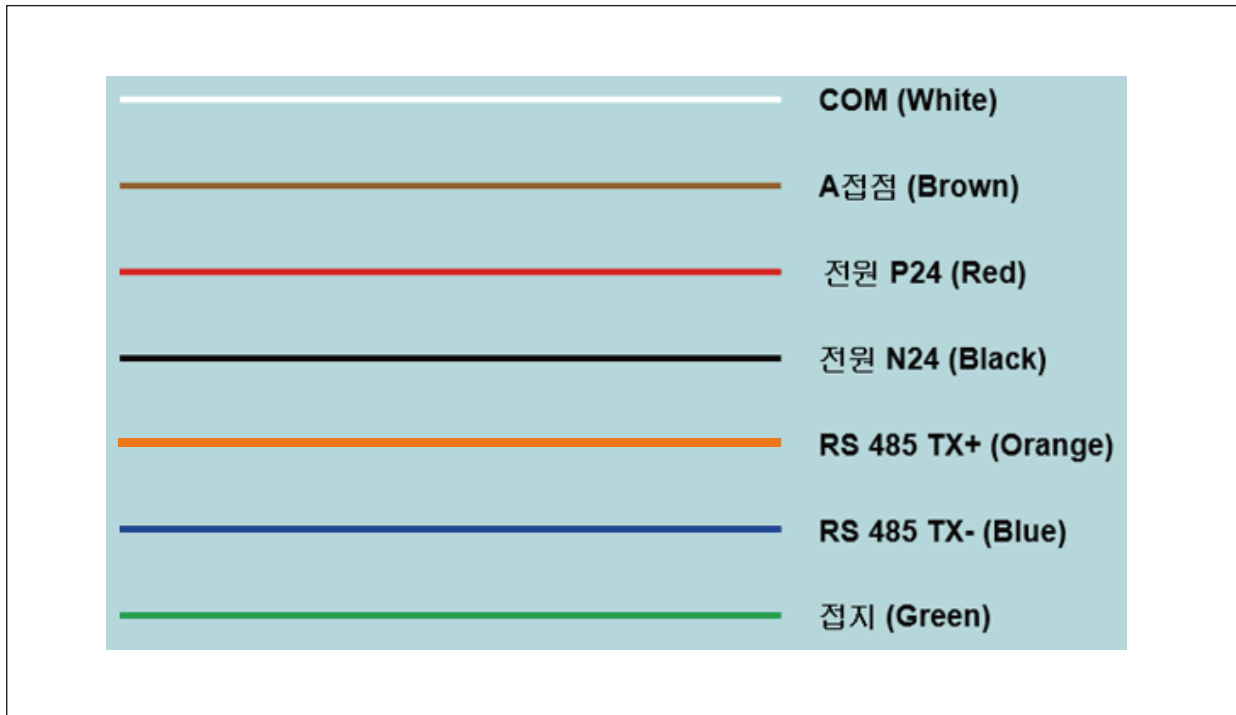 COM (White)
A접점 (Brown)
전원 P24 (Red)
전원 N24 (Black)
RS 485 TX+ (Orange)
RS 485 TX- (Blue)
접지 (Green)